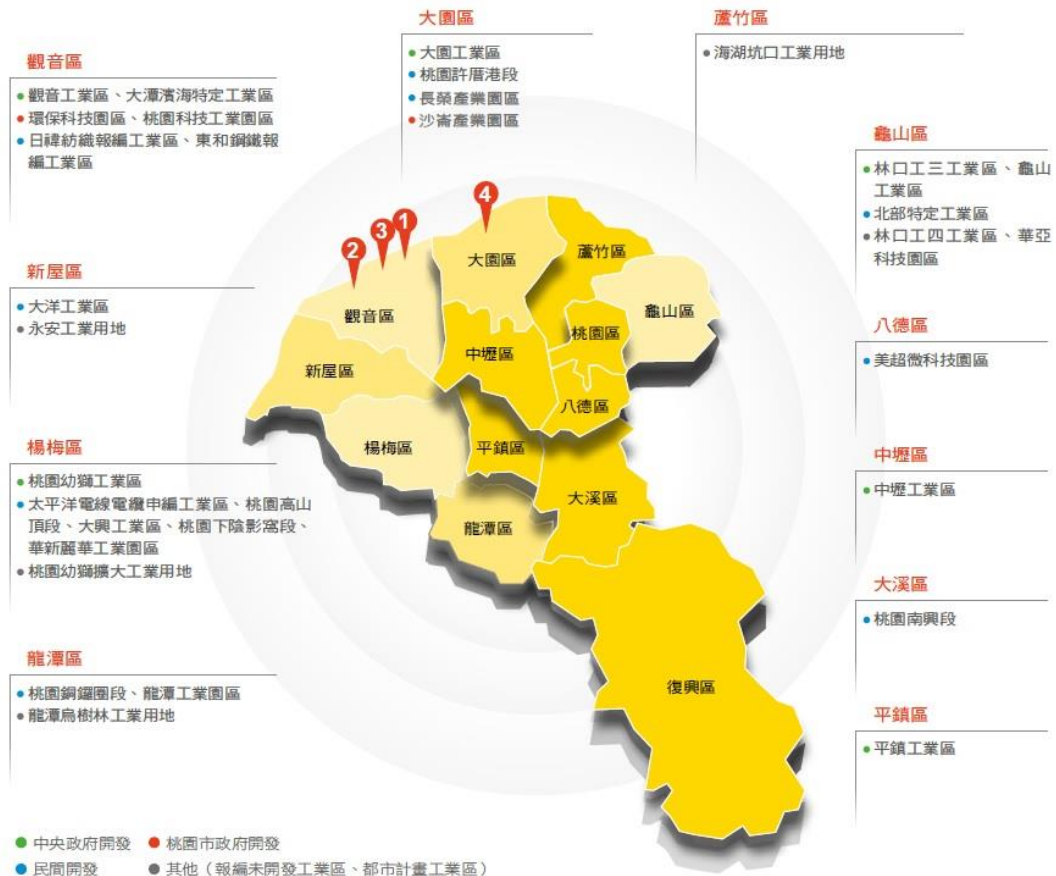 大園區
● 大園工業區
● 桃園許厝港段
● 長榮產業園區
● 沙崙產業園區
蘆竹區
● 海湖坑口工業用地
觀音區
● 觀音工業區、大潭濱海特定工業區
● 環保科技園區、桃園科技工業園區
● 日禕紡織報編工業區、東和鋼鐵報
編工業區
龜山區
● 林口工三工業區、龜山
工業區
● 北部特定工業區
● 林口工四工業區、華亞
科技園區
新屋區
● 大洋工業區
● 永安工業用地
八德區
● 美超微科技園區
楊梅區
● 桃園幼獅工業區
● 太平洋電線電纜申編工業區、桃園高山
頂段、大興工業區、桃園下陰影窩段、
華新麗華工業園區
● 桃園幼獅擴大工業用地
中壢區
● 中壢工業區
大溪區
● 桃園南興段
龍潭區
● 桃園銅鑼圈段、龍潭工業園區
● 龍潭烏樹林工業用地
平鎮區
● 平鎮工業區
4
1
3
2
大園區
蘆竹區
觀音區
龜山區
桃園區
中壢區
新屋區
八德區
楊梅區
平鎮區
大溪區
龍潭區
復興區
● 中央政府開發 ● 桃園市政府開發
● 民間開發 ● 其他（報編未開發工業區、都市計畫工業區）